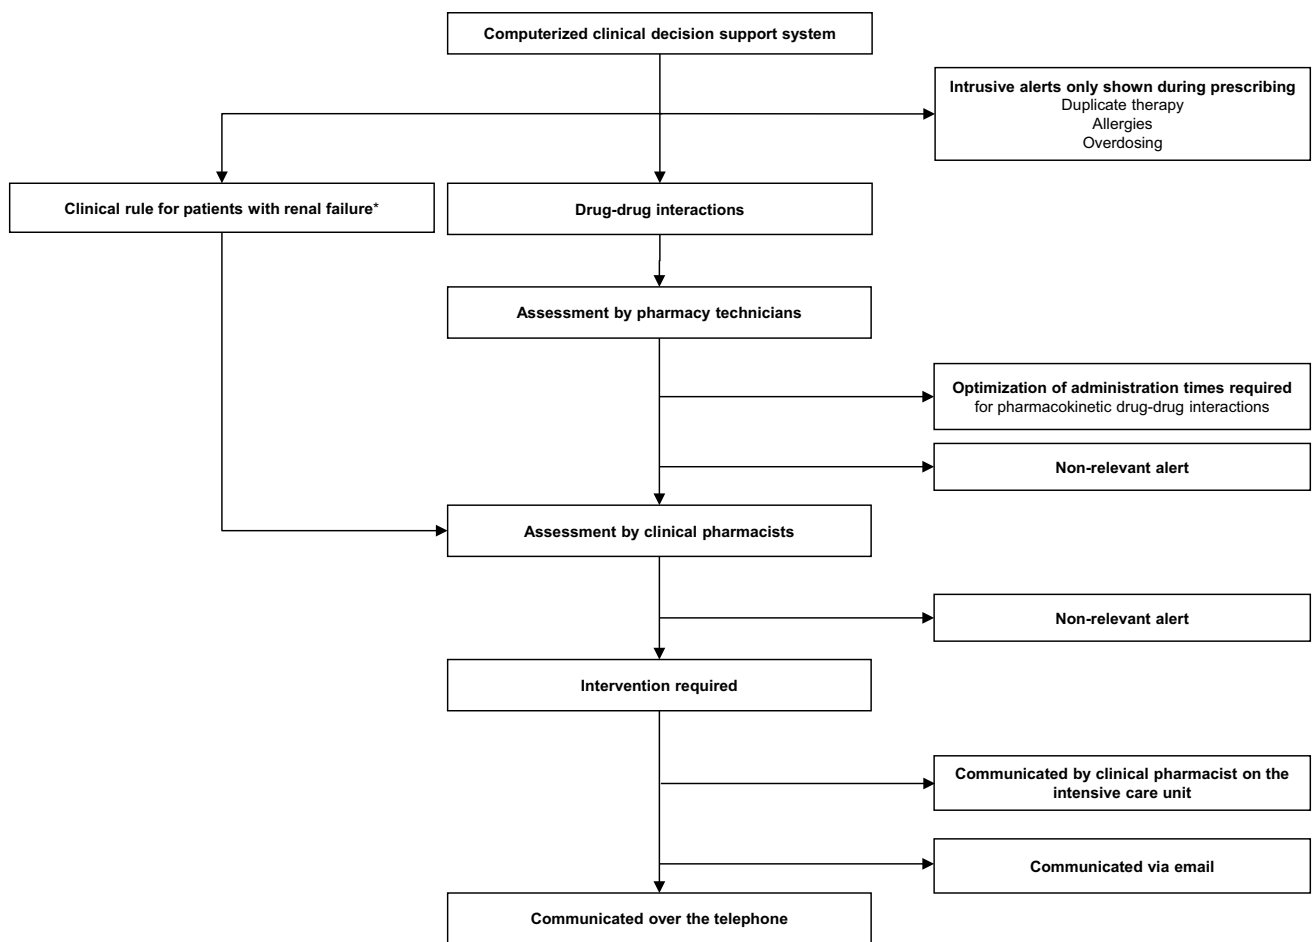 Computerized clinical decision support system
Intrusive alerts only shown during prescribing
Duplicate therapy
Allergies
Overdosing
Clinical rule for patients with renal failure*
Drug-drug interactions
Assessment by pharmacy technicians
Optimization of administration times required
for pharmacokinetic drug-drug interactions
Non-relevant alert
Assessment by clinical pharmacists
Non-relevant alert
Intervention required
Communicated by clinical pharmacist on the
intensive care unit
Communicated via email
Communicated over the telephone